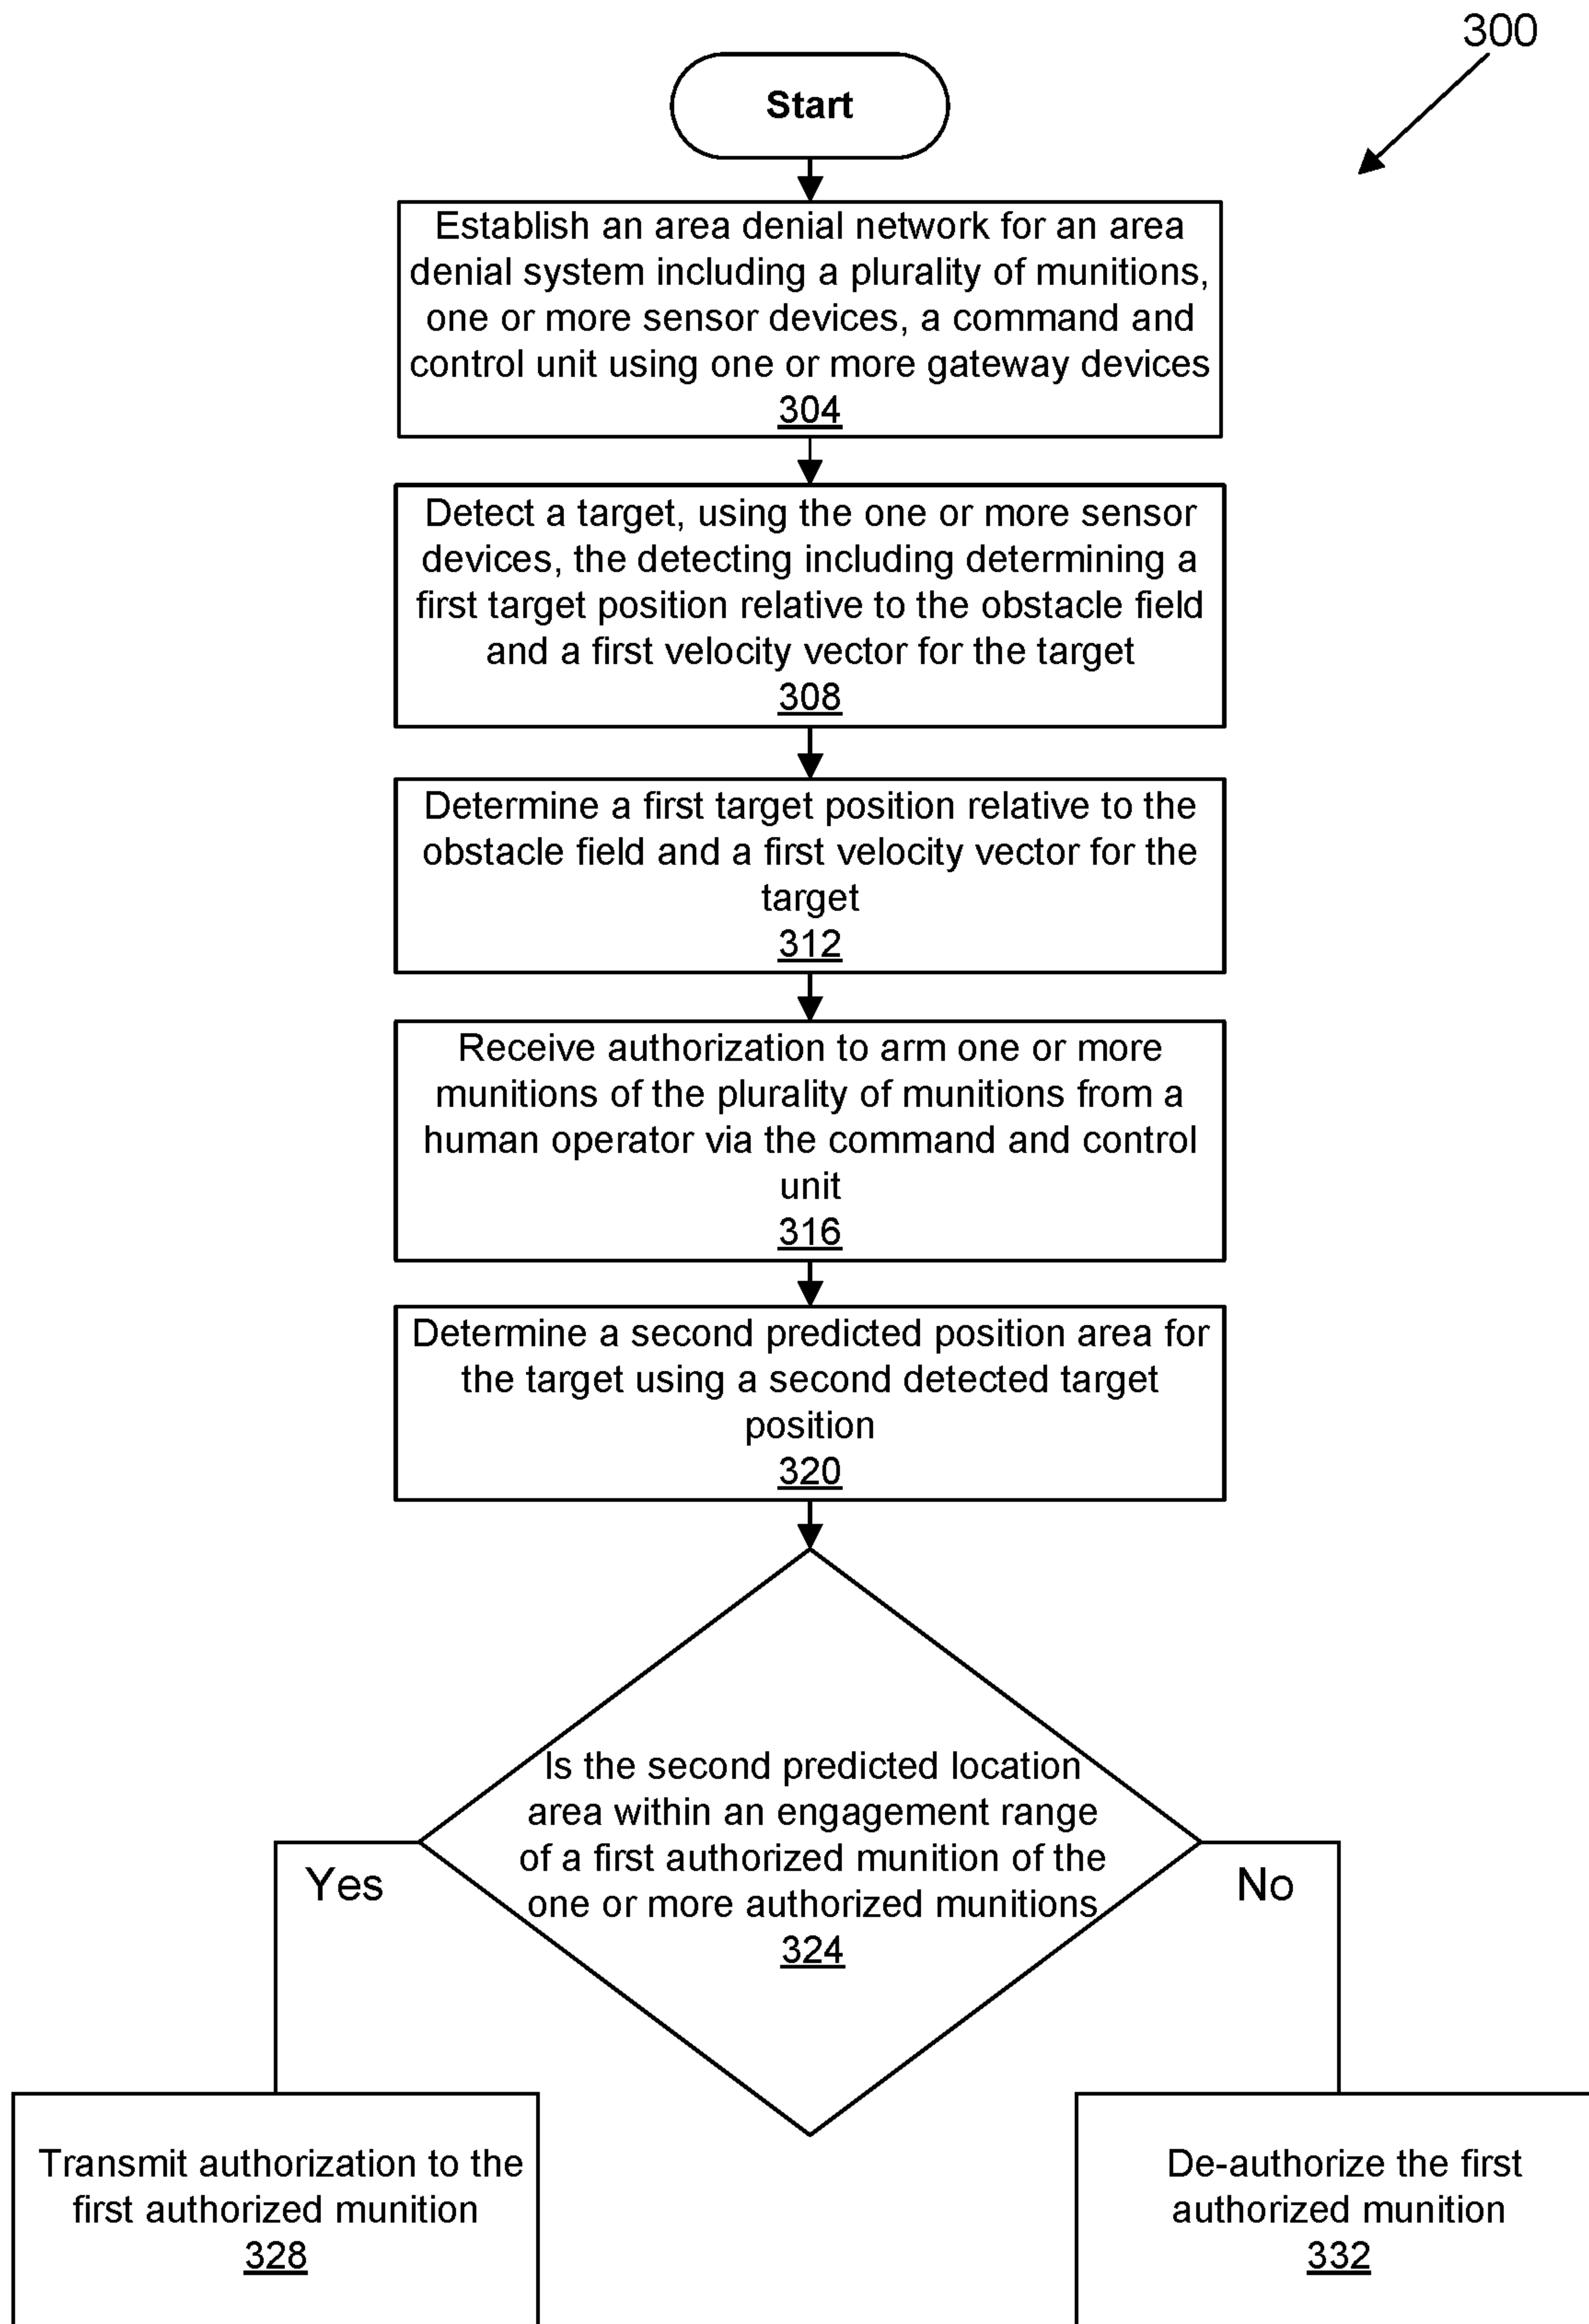 300
Start
Establish an area denial network for an area
denial system including a plurality of munitions,
one or more sensor devices, a command and
control unit using one or more gateway devices
304
Detect a target, using the one or more sensor
devices, the detecting including determining a
first target position relative to the obstacle field
and a first velocity vector for the target
308
Determine a first target position relative to the
obstacle field and a first velocity vector for the
target
312
Receive authorization to arm one or more
munitions of the plurality of munitions from a
human operator via the command and control
unit
316
Determine a second predicted position area for
the target using a second detected target
position
320
Is the second predicted location
area within an engagement range
of a first authorized munition of the
one or more authorized munitions
324
Yes
No
Transmit authorization to the
first authorized munition
328
De-authorize the first
authorized munition
332